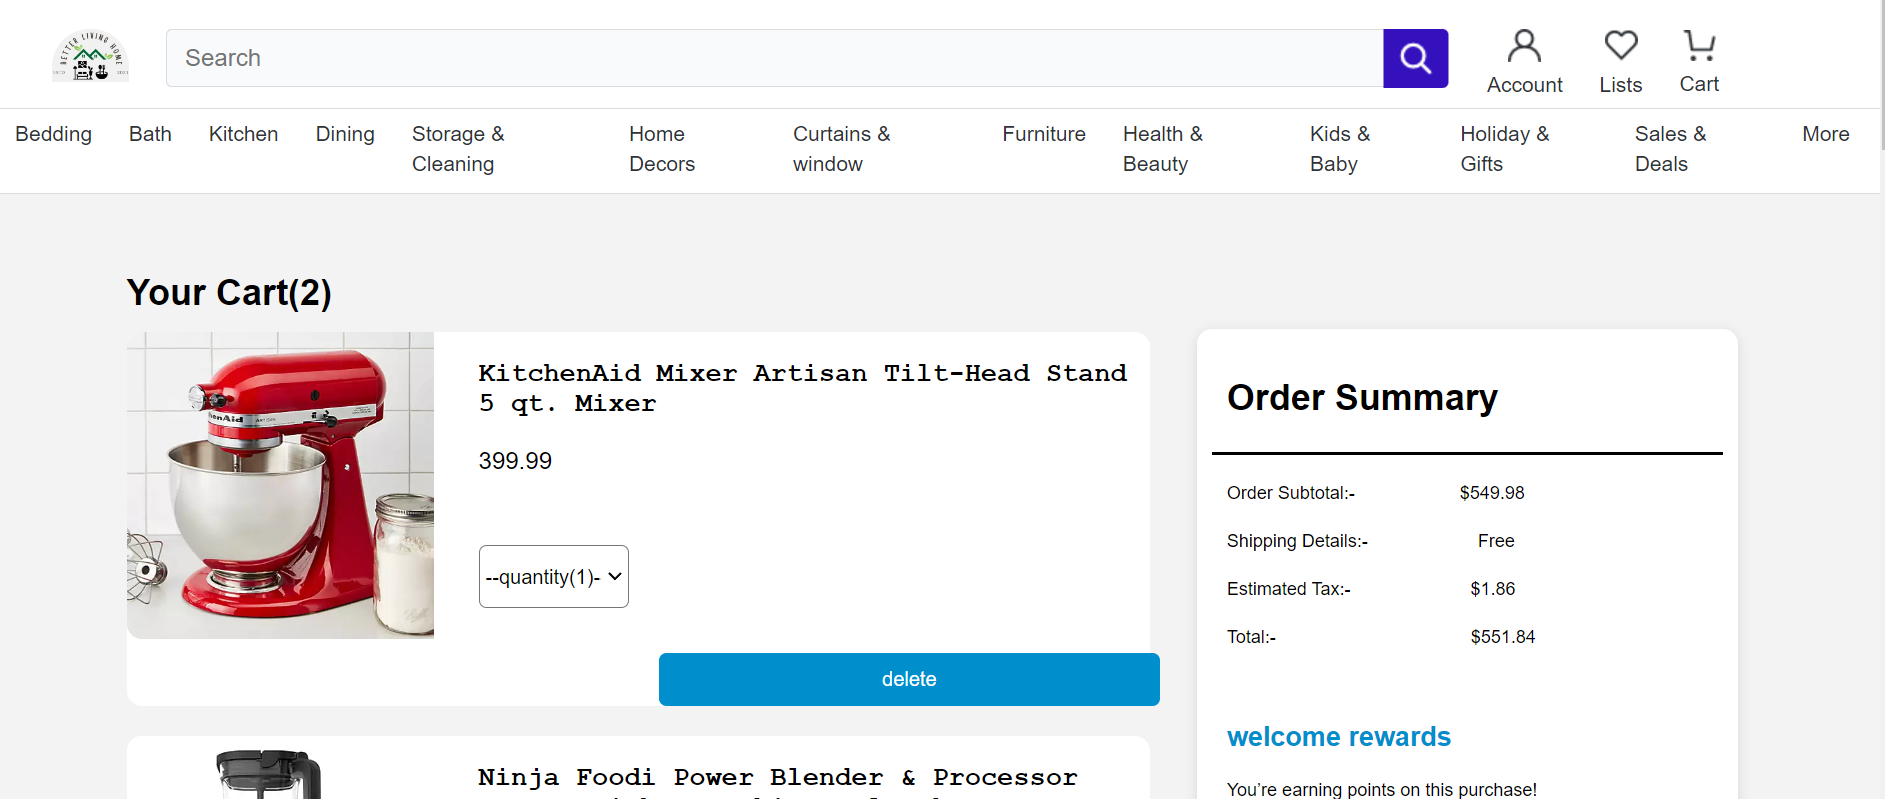 BETTER LIVING HOME
Search
Account
Lists
Cart
Bedding
Bath
Kitchen
Dining
Storage &
Cleaning
Home
Decors
Curtains &
window
Furniture
Health &
Beauty
Kids &
Baby
Holiday &
Gifts
Sales &
Deals
More
Your Cart(2)
KitchenAid Mixer Artisan Tilt-Head Stand
5 qt. Mixer
399.99
--quantity(1)-
delete
Ninja Foodi Power Blender & Processor
Order Summary
Order Subtotal:- $549.98
Shipping Details:- Free
Estimated Tax:- $1.86
Total:- $551.84
welcome rewards
You’re earning points on this purchase!